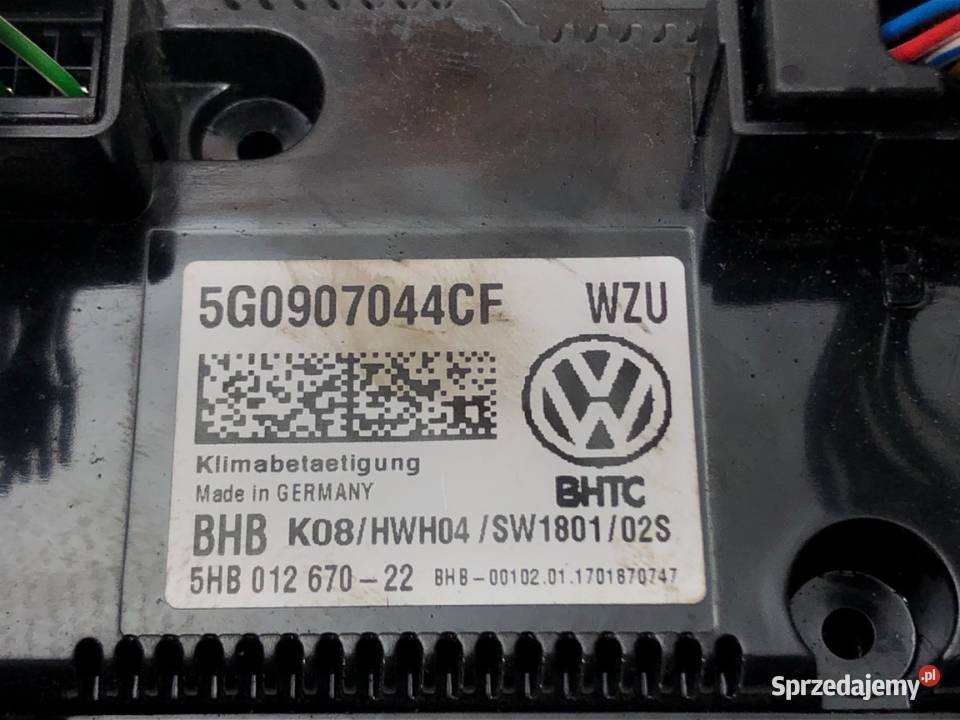 5G0907044CF WZU
Klimabetaetigung
Made in GERMANY
BHTC
BHB K08/HWH04/SW1801/02S
5HB 012 670-22 BHB-00102.01.1701870747
Sprzedajemy.pl